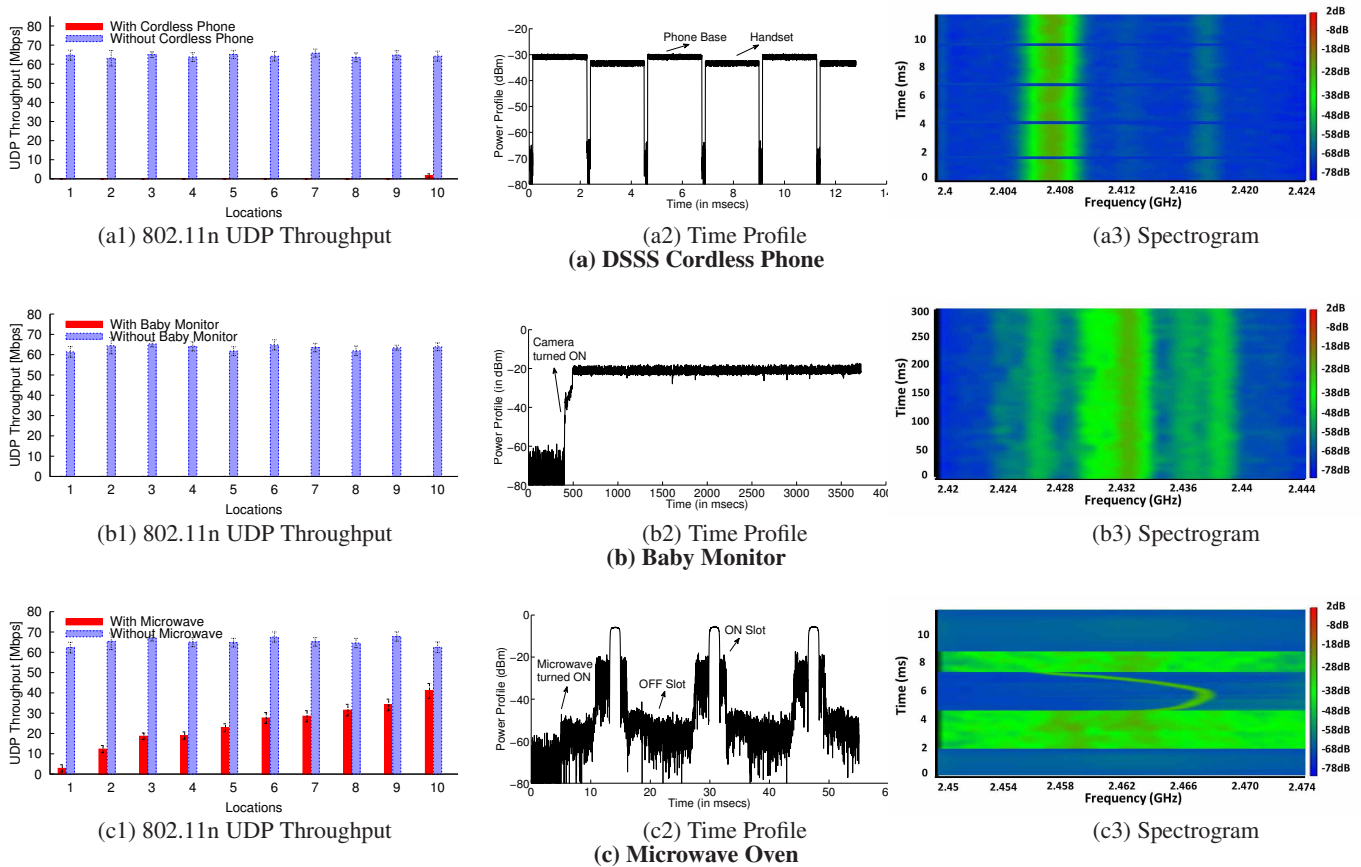 UDP Throughput [Mbps]
80
70
60
50
40
30
20
10
0
With Cordless Phone
Without Cordless Phone
1 2 3 4 5 6 7 8 9 10
Locations
(a1) 802.11n UDP Throughput
Power Profile (dBm)
−20
−30
−40
−50
−60
−70
−80
Phone Base
Handset
0 2 4 6 8 10 12 14
Time (in msecs)
(a2) Time Profile
Time (ms)
10
8
6
4
2
0
2.4 2.404 2.408 2.412 2.416 2.420 2.424
Frequency (GHz)
2dB
-8dB
-18dB
-28dB
-38dB
-48dB
-58dB
-68dB
-78dB
(a3) Spectrogram
(a) DSSS Cordless Phone
UDP Throughput [Mbps]
80
70
60
50
40
30
20
10
0
With Baby Monitor
Without Baby Monitor
1 2 3 4 5 6 7 8 9 10
Locations
(b1) 802.11n UDP Throughput
Power Profile (in dBm)
0
−20
−40
−60
−80
Camera
turned ON
0 500 1000 1500 2000 2500 3000 3500 400
Time (in msecs)
(b2) Time Profile
Time (ms)
300
250
200
150
100
50
0
2.42 2.424 2.428 2.432 2.436 2.44 2.444
Frequency (GHz)
2dB
-8dB
-18dB
-28dB
-38dB
-48dB
-58dB
-68dB
-78dB
(b3) Spectrogram
(b) Baby Monitor
UDP Throughput [Mbps]
80
70
60
50
40
30
20
10
0
With Microwave
Without Microwave
1 2 3 4 5 6 7 8 9 10
Locations
(c1) 802.11n UDP Throughput
Power Profile (dBm)
0
−20
−40
−60
−80
Microwave
turned ON
OFF Slot
ON Slot
0 10 20 30 40 50 6
Time (in msecs)
(c2) Time Profile
Time (ms)
10
8
6
4
2
0
2.45 2.454 2.458 2.462 2.466 2.470 2.474
Frequency (GHz)
2dB
-8dB
-18dB
-28dB
-38dB
-48dB
-58dB
-68dB
-78dB
(c3) Spectrogram
(c) Microwave Oven